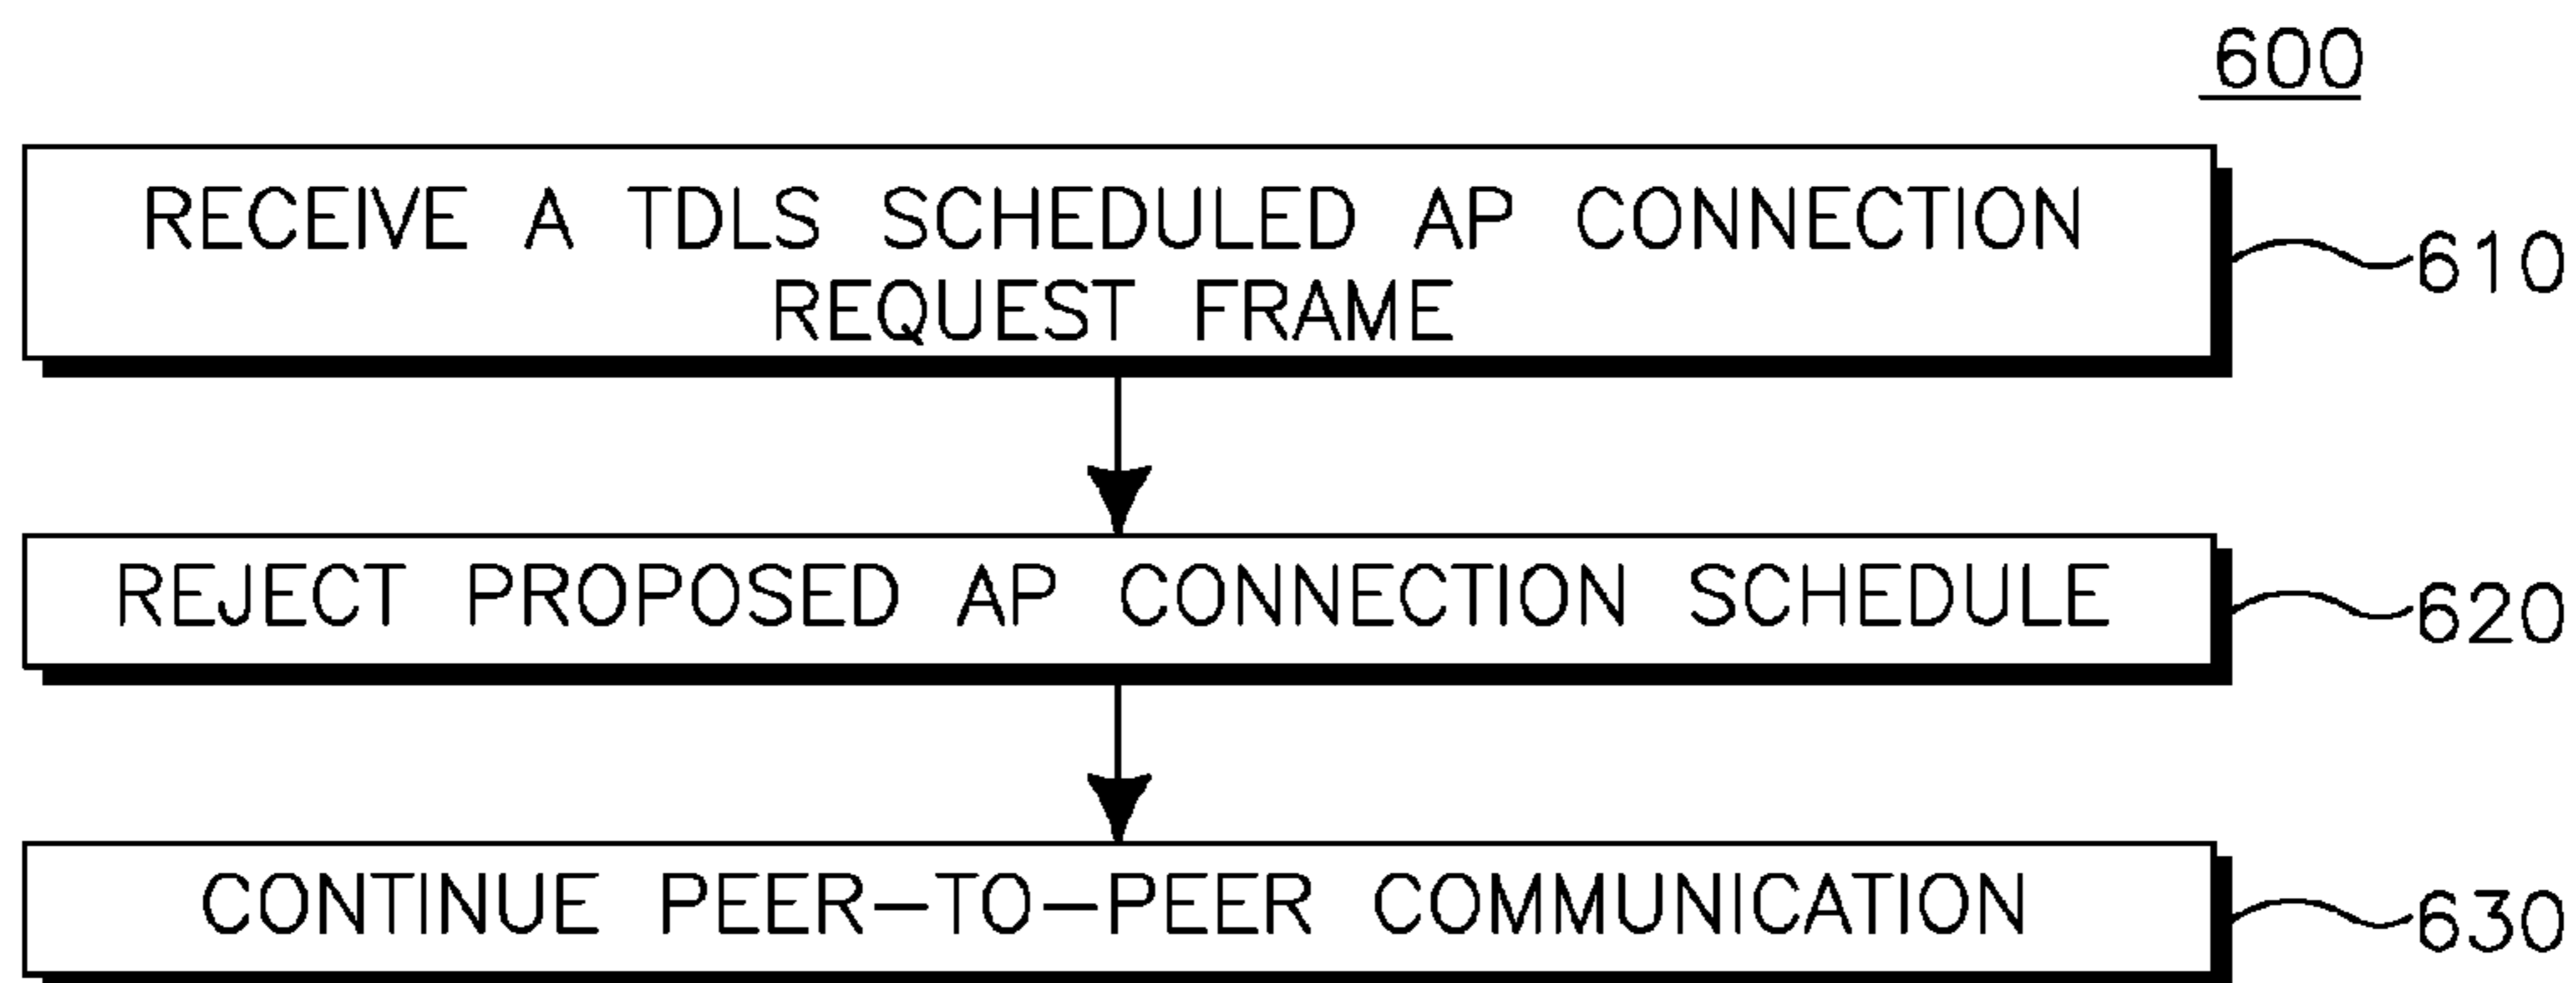 600
RECEIVE A TDLS SCHEDULED AP CONNECTION
REQUEST FRAME
610
REJECT PROPOSED AP CONNECTION SCHEDULE
620
CONTINUE PEER-TO-PEER COMMUNICATION
630